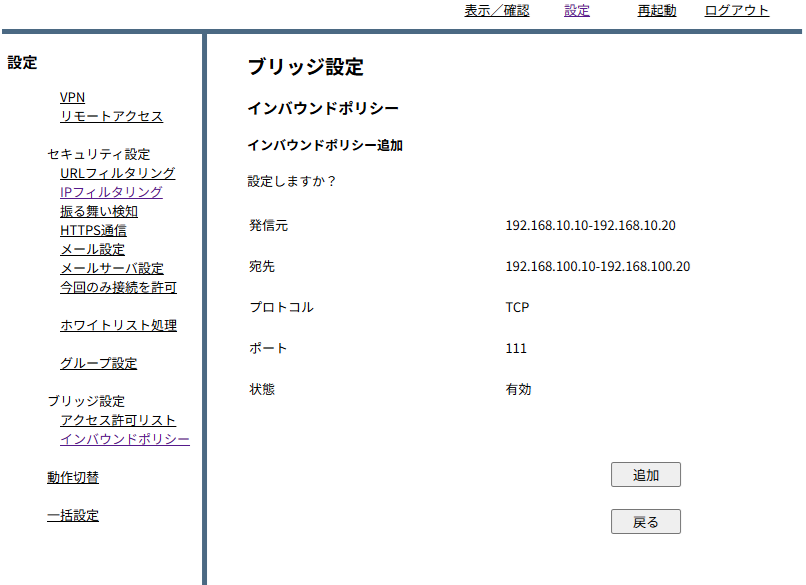 表示／確認 設定 再起動 ログアウト
設定
VPN
リモートアクセス
セキュリティ設定
URLフィルタリング
IPフィルタリング
振る舞い検知
HTTPS通信
メール設定
メールサーバ設定
今回のみ接続を許可
ホワイトリスト処理
グループ設定
ブリッジ設定
アクセス許可リスト
インバウンドポリシー
動作切替
一括設定
ブリッジ設定
インバウンドポリシー
インバウンドポリシー追加
設定しますか？
発信元 192.168.10.10-192.168.10.20
宛先 192.168.100.10-192.168.100.20
プロトコル TCP
ポート 111
状態 有効
追加
戻る